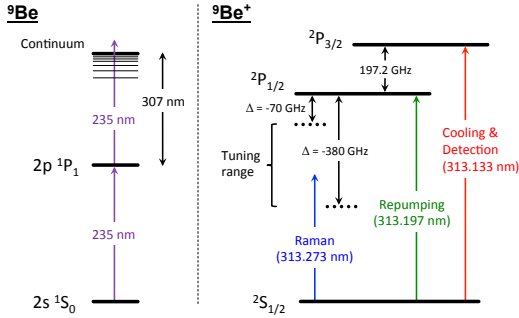 ⁹Be
Continuum
235 nm
307 nm
2p ¹P₁
235 nm
2s ¹S₀
⁹Be⁺
²P₃/₂
197.2 GHz
²P₁/₂
Δ = -70 GHz
Δ = -380 GHz
Tuning
range
Cooling &
Detection
(313.133 nm)
Repumping
(313.197 nm)
Raman
(313.273 nm)
²S₁/₂